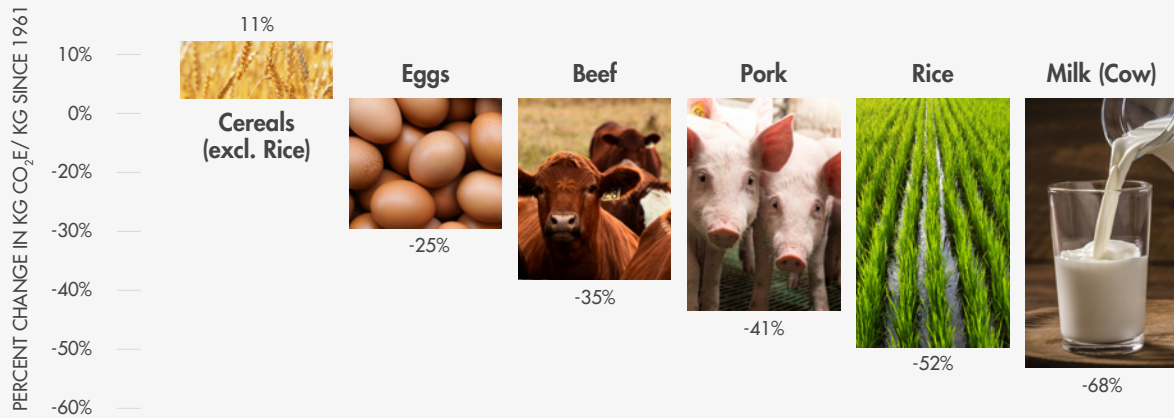 PERCENT CHANGE IN KG CO₂E/ KG SINCE 1961
10%
0%
-20%
-30%
-40%
-50%
-60%
11%
Cereals
(excl. Rice)
Eggs
-25%
Beef
-35%
Pork
-41%
Rice
-52%
Milk (Cow)
-68%